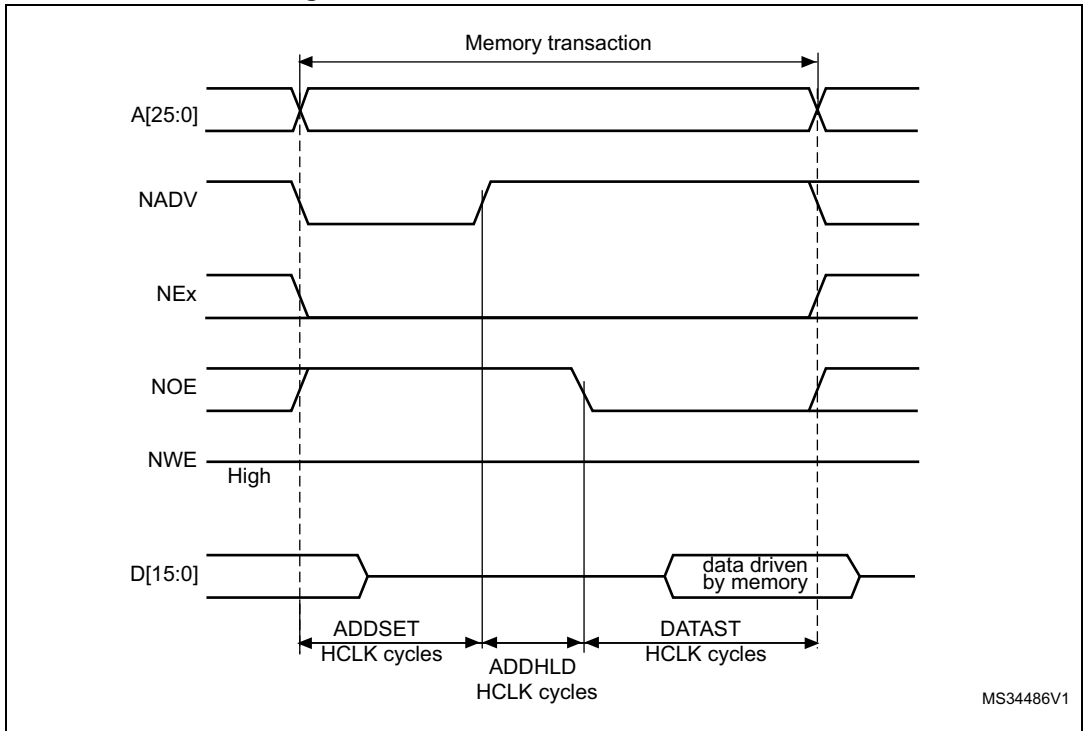 Memory transaction
A[25:0]
NADV
NEx
NOE
NWE
High
D[15:0]
data driven
by memory
ADDSET
HCLK cycles
ADDHLD
HCLK cycles
DATAST
HCLK cycles
MS34486V1